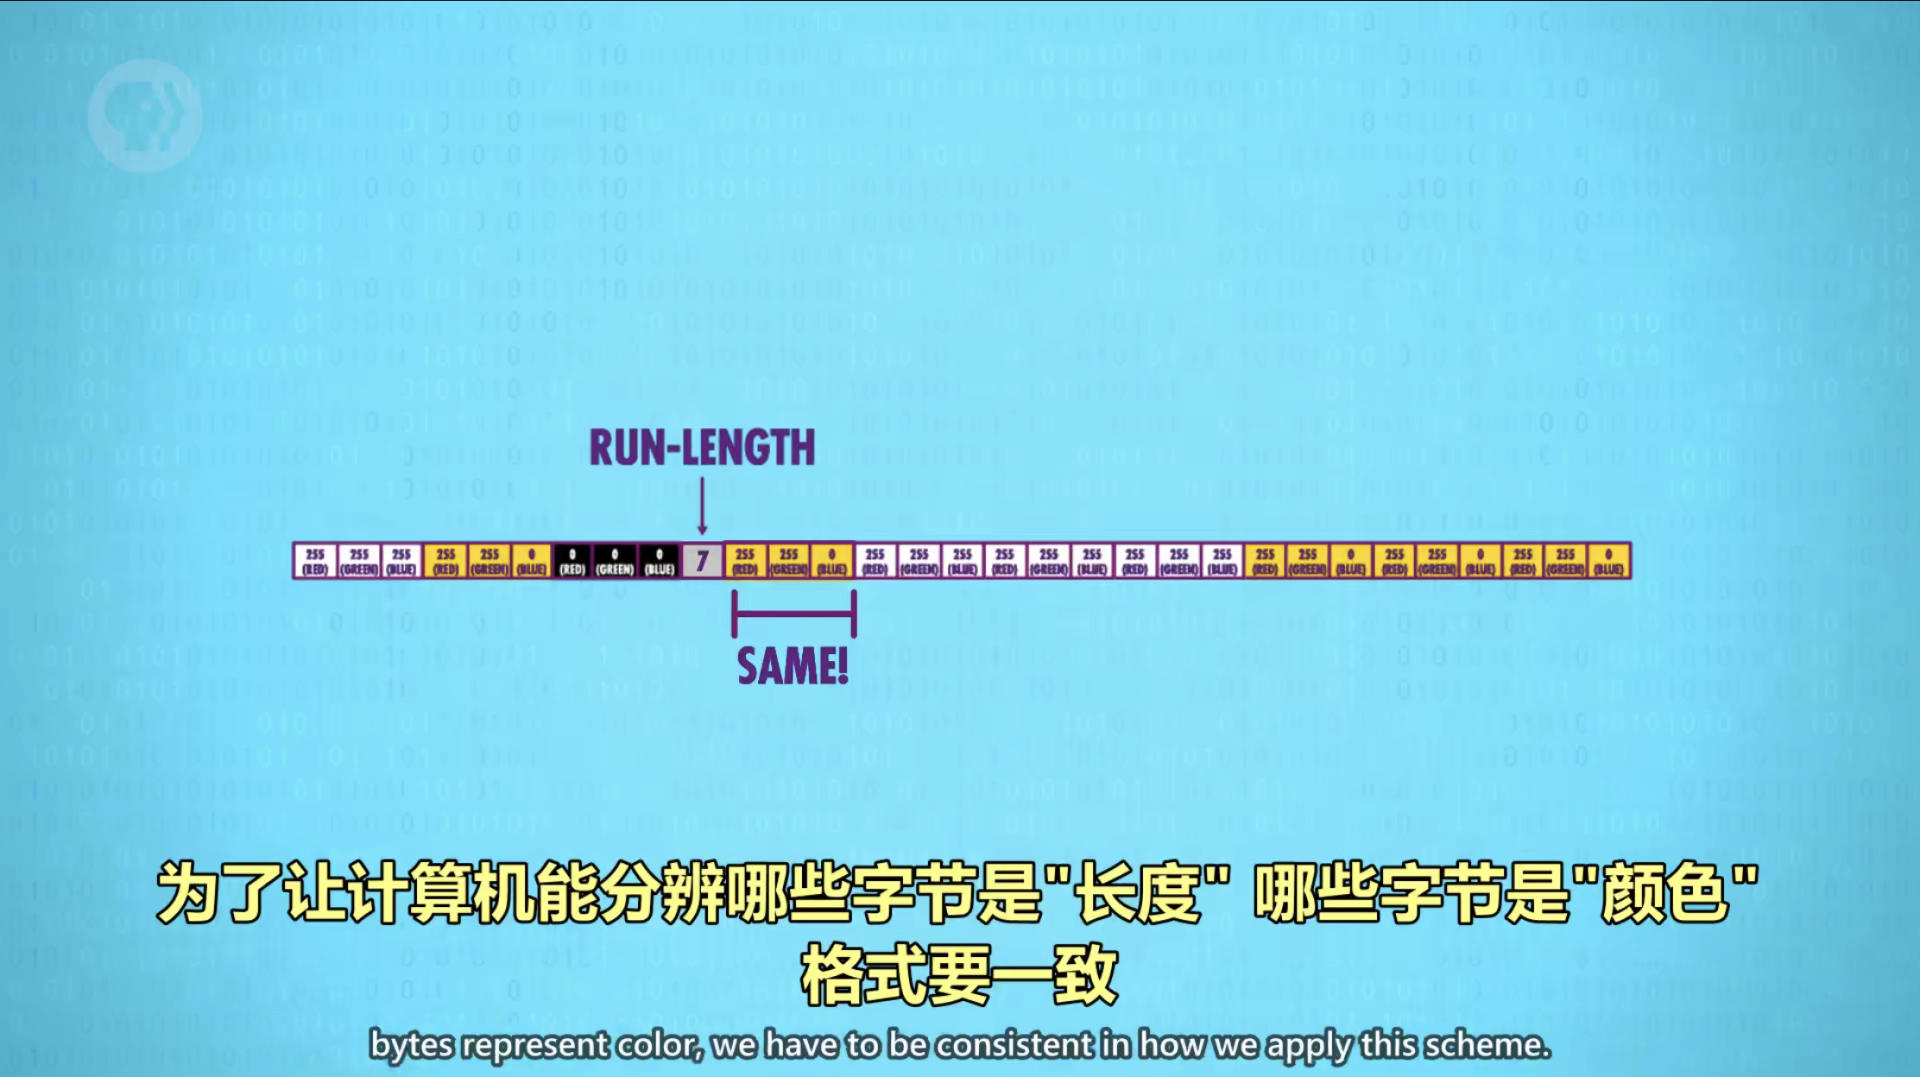 RUN-LENGTH
255 255 255 255 255 0 0 0 0 7 255 255 0 255 255 255 255 255 255 255 255 255 255 255 0 255 255 0 255 255 0
(RED) (GREEN) (BLUE) (RED) (GREEN) (BLUE) (RED) (GREEN) (BLUE) (RED) (GREEN) (BLUE) (RED) (GREEN) (BLUE) (RED) (GREEN) (BLUE) (RED) (GREEN) (BLUE) (RED) (GREEN) (BLUE) (RED) (GREEN) (BLUE) (RED) (GREEN) (BLUE)
SAME!
为了让计算机能分辨哪些字节是"长度" 哪些字节是"颜色"
格式要一致
bytes represent color, we have to be consistent in how we apply this scheme.